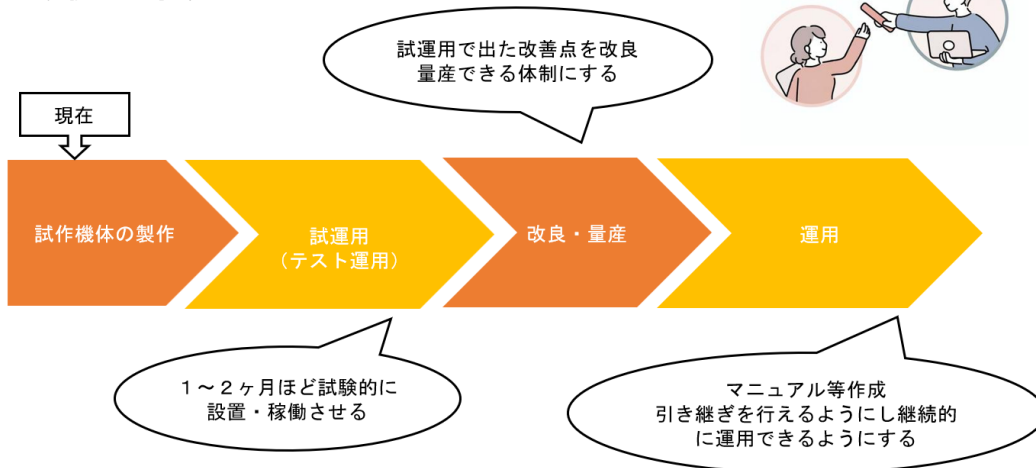 試運用で出た改善点を改良
量産できる体制にする
現在
試作機体の製作
試運用
（テスト運用）
改良・量産
運用
１～２ヶ月ほど試験的に
設置・稼働させる
マニュアル等作成
引き継ぎを行えるようにし継続的
に運用できるようにする